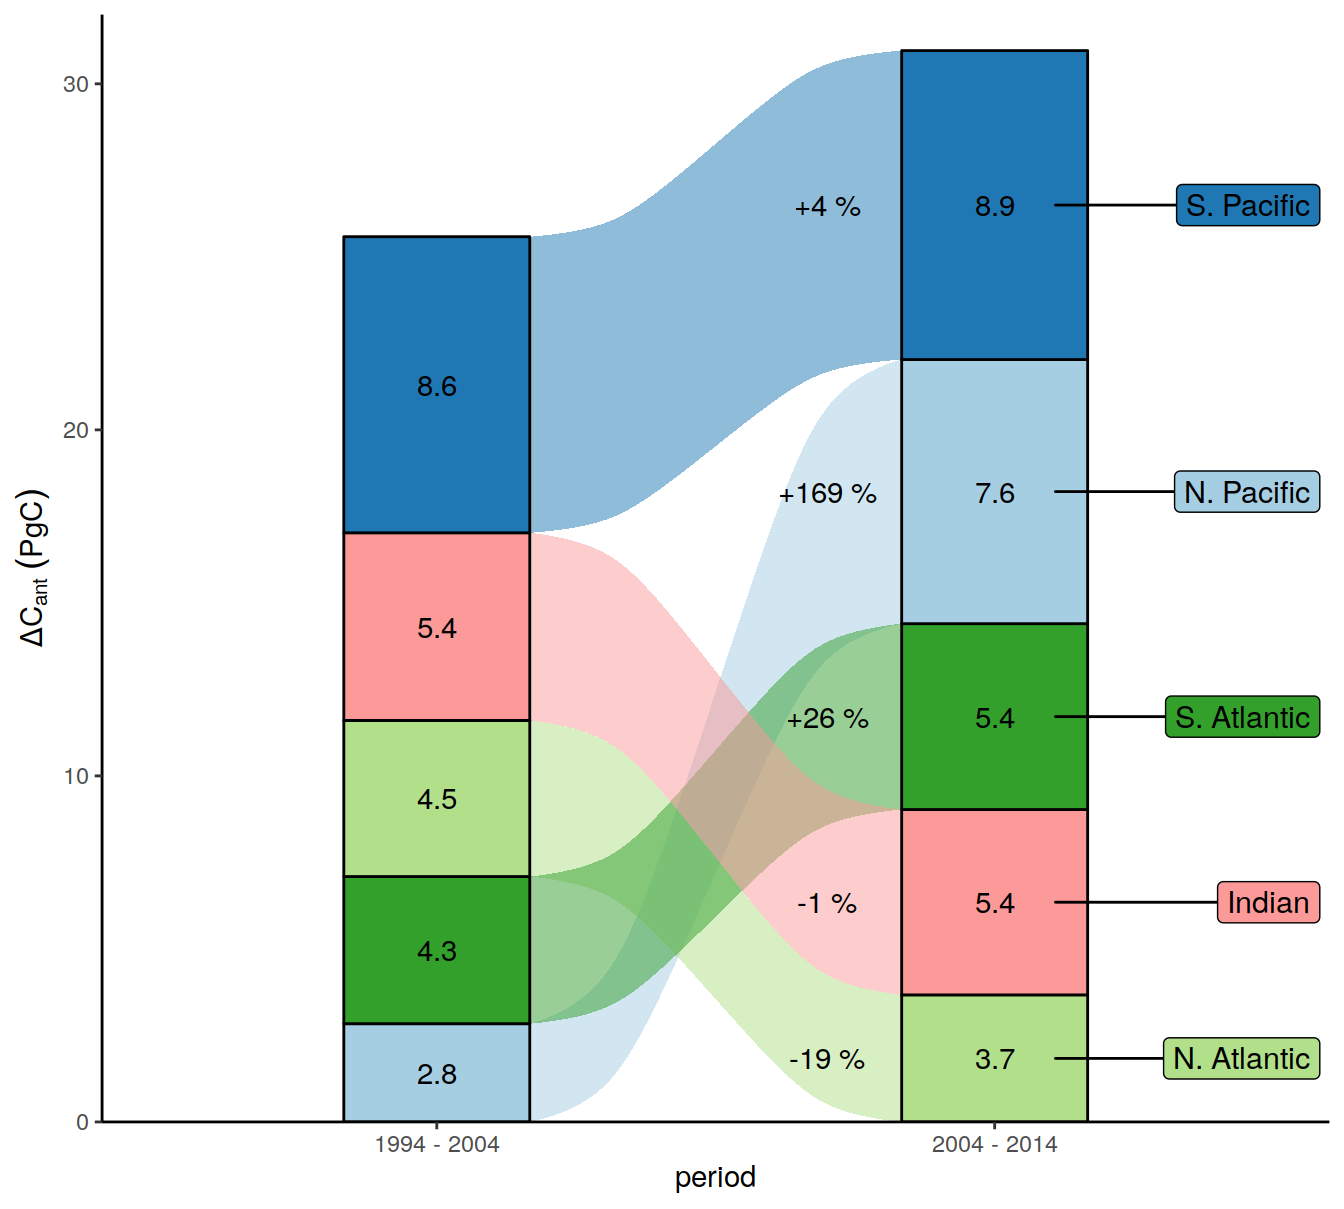 30
20
10
0
ΔCant (PgC)
8.6
5.4
4.5
4.3
2.8
+4 %
+169 %
+26 %
-1 %
-19 %
8.9
7.6
5.4
5.4
3.7
S. Pacific
N. Pacific
S. Atlantic
Indian
N. Atlantic
1994 - 2004
2004 - 2014
period